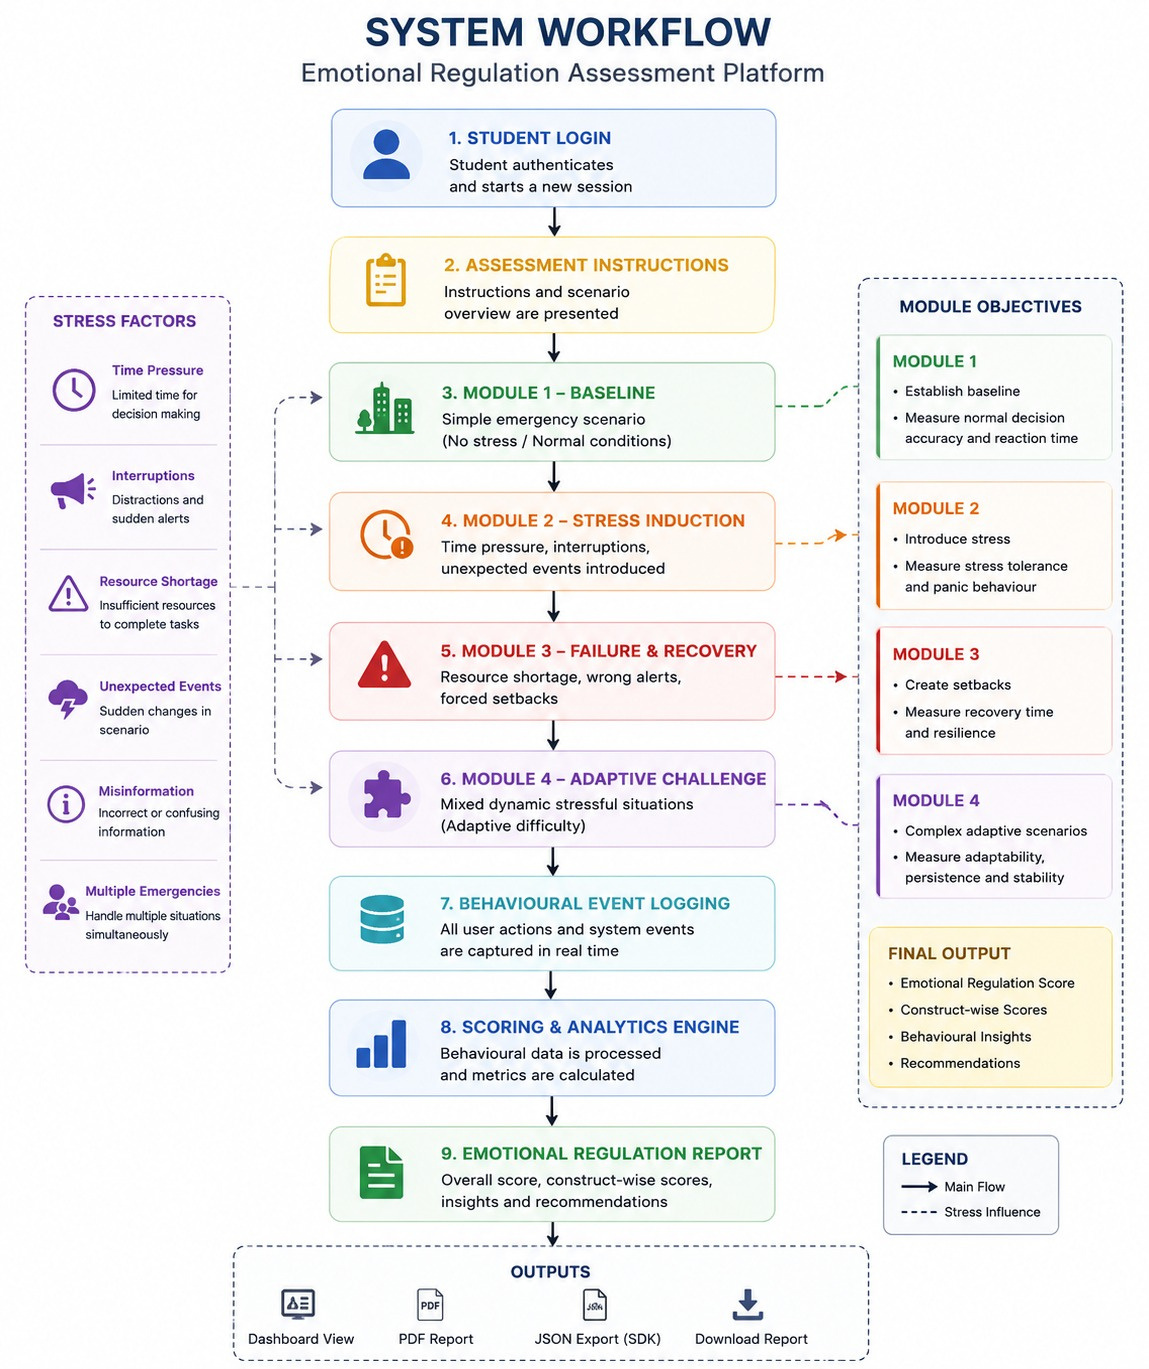 SYSTEM WORKFLOW
Emotional Regulation Assessment Platform
1. STUDENT LOGIN
Student authenticates
and starts a new session
2. ASSESSMENT INSTRUCTIONS
Instructions and scenario
overview are presented
3. MODULE 1 – BASELINE
Simple emergency scenario
(No stress / Normal conditions)
4. MODULE 2 – STRESS INDUCTION
Time pressure, interruptions,
unexpected events introduced
5. MODULE 3 – FAILURE & RECOVERY
Resource shortage, wrong alerts,
forced setbacks
6. MODULE 4 – ADAPTIVE CHALLENGE
Mixed dynamic stressful situations
(Adaptive difficulty)
7. BEHAVIOURAL EVENT LOGGING
All user actions and system events
are captured in real time
8. SCORING & ANALYTICS ENGINE
Behavioural data is processed
and metrics are calculated
9. EMOTIONAL REGULATION REPORT
Overall score, construct-wise scores,
insights and recommendations
STRESS FACTORS
Time Pressure
Limited time for
decision making
Interruptions
Distractions and
sudden alerts
Resource Shortage
Insufficient resources
to complete tasks
Unexpected Events
Sudden changes in
scenario
Misinformation
Incorrect or confusing
information
Multiple Emergencies
Handle multiple situations
simultaneously
MODULE OBJECTIVES
MODULE 1
• Establish baseline
• Measure normal decision
accuracy and reaction time
MODULE 2
• Introduce stress
• Measure stress tolerance
and panic behaviour
MODULE 3
• Create setbacks
• Measure recovery time
and resilience
MODULE 4
• Complex adaptive scenarios
• Measure adaptability,
persistence and stability
FINAL OUTPUT
• Emotional Regulation Score
• Construct-wise Scores
• Behavioural Insights
• Recommendations
LEGEND
Main Flow
Stress Influence
OUTPUTS
Dashboard View
PDF
PDF Report
JSON Export (SDK)
Download Report